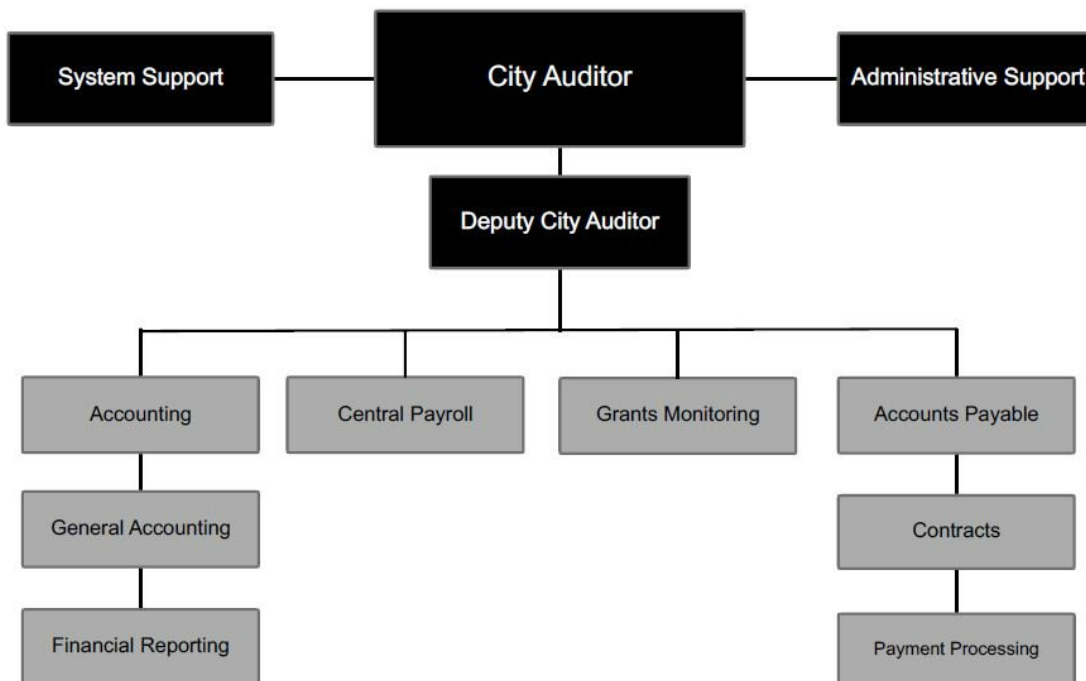 System Support
City Auditor
Administrative Support
Deputy City Auditor
Accounting
Central Payroll
Grants Monitoring
Accounts Payable
General Accounting
Contracts
Financial Reporting
Payment Processing